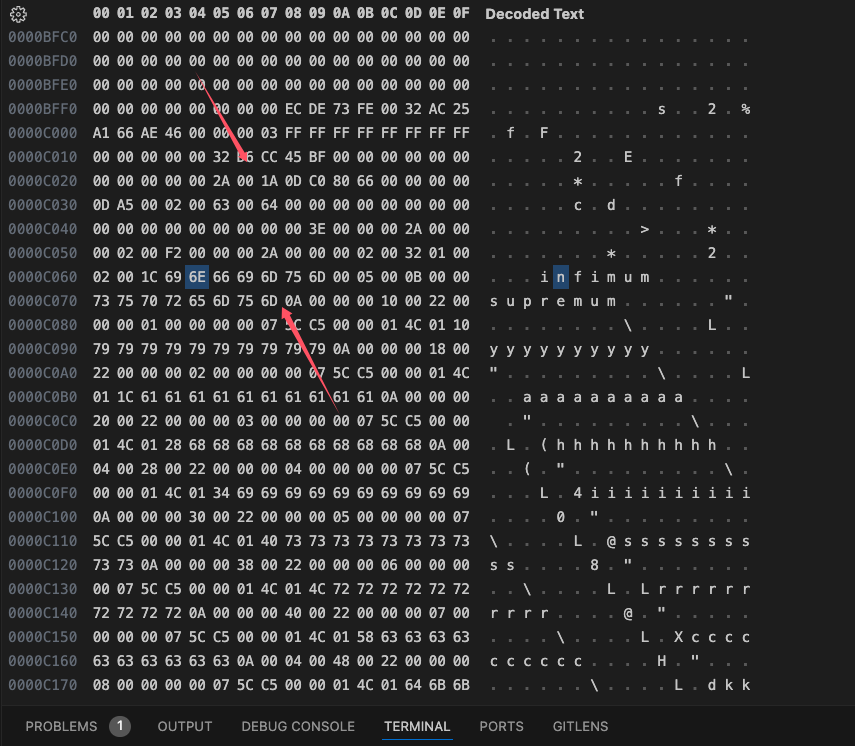 00 01 02 03 04 05 06 07 08 09 0A 0B 0C 0D 0E 0F Decoded Text
0000BFC0 00 00 00 00 00 00 00 00 00 00 00 00 00 00 00 00 . . . . . . . . . . . . . . . .
0000BFD0 00 00 00 00 00 00 00 00 00 00 00 00 00 00 00 00 . . . . . . . . . . . . . . . .
0000BFE0 00 00 00 00 00 00 00 00 00 00 00 00 00 00 00 00 . . . . . . . . . . . . . . . .
0000BFF0 00 00 00 00 00 00 00 00 EC DE 73 FE 00 32 AC 25 . . . . . . . . . . s . . 2 . %
0000C000 A1 66 AE 46 00 00 00 03 FF FF FF FF FF FF FF FF . f . F . . . . . . . . . . . .
0000C010 00 00 00 00 00 32 D6 CC 45 BF 00 00 00 00 00 00 . . . . . 2 . . E . . . . . . .
0000C020 00 00 00 00 00 2A 00 1A 0D C0 80 66 00 00 00 00 . . . . . * . . . . . f . . . .
0000C030 0D A5 00 02 00 63 00 64 00 00 00 00 00 00 00 00 . . . . . c . d . . . . . . . .
0000C040 00 00 00 00 00 00 00 00 00 3E 00 00 00 2A 00 00 . . . . . . . . . > . . . * . .
0000C050 00 02 00 F2 00 00 00 2A 00 00 00 02 00 32 01 00 . . . . . . . * . . . . . 2 . .
0000C060 02 00 1C 69 6E 66 69 6D 75 6D 00 05 00 0B 00 00 . . . i n f i m u m . . . . . .
0000C070 73 75 70 72 65 6D 75 6D 0A 00 00 00 10 00 22 00 s u p r e m u m . . . . . . " .
0000C080 00 00 01 00 00 00 00 07 5C C5 00 00 01 4C 01 10 . . . . . . . . \ . . . . L . .
0000C090 79 79 79 79 79 79 79 79 79 79 0A 00 00 00 18 00 y y y y y y y y y y . . . . . .
0000C0A0 22 00 00 00 02 00 00 00 00 07 5C C5 00 00 01 4C " . . . . . . . . . \ . . . . L
0000C0B0 01 1C 61 61 61 61 61 61 61 61 61 61 0A 00 00 00 . . a a a a a a a a a a . . . .
0000C0C0 20 00 22 00 00 00 03 00 00 00 00 07 5C C5 00 00 . " . . . . . . . . . \ . . .
0000C0D0 01 4C 01 28 68 68 68 68 68 68 68 68 68 68 0A 00 . L . ( h h h h h h h h h h . .
0000C0E0 04 00 28 00 22 00 00 00 04 00 00 00 00 07 5C C5 . . ( . " . . . . . . . . . \ .
0000C0F0 00 00 01 4C 01 34 69 69 69 69 69 69 69 69 69 69 . . . L . 4 i i i i i i i i i i
0000C100 0A 00 00 00 30 00 22 00 00 00 05 00 00 00 00 07 . . . . 0 . " . . . . . . . . .
0000C110 5C C5 00 00 01 4C 01 40 73 73 73 73 73 73 73 73 \ . . . . L . @ s s s s s s s s
0000C120 73 73 0A 00 00 00 38 00 22 00 00 00 06 00 00 00 s s . . . . 8 . " . . . . . . .
0000C130 00 07 5C C5 00 00 01 4C 01 4C 72 72 72 72 72 72 . . \ . . . . L . L r r r r r r
0000C140 72 72 72 72 0A 00 00 00 40 00 22 00 00 00 07 00 r r r r . . . . @ . " . . . . .
0000C150 00 00 00 07 5C C5 00 00 01 4C 01 58 63 63 63 63 . . . . \ . . . . L . X c c c c
0000C160 63 63 63 63 63 63 0A 00 04 00 48 00 22 00 00 00 c c c c c c . . . . H . " . . .
0000C170 08 00 00 00 00 07 5C C5 00 00 01 4C 01 64 6B 6B . . . . . . \ . . . . L . d k k
PROBLEMS 1 OUTPUT DEBUG CONSOLE TERMINAL PORTS GITLENS